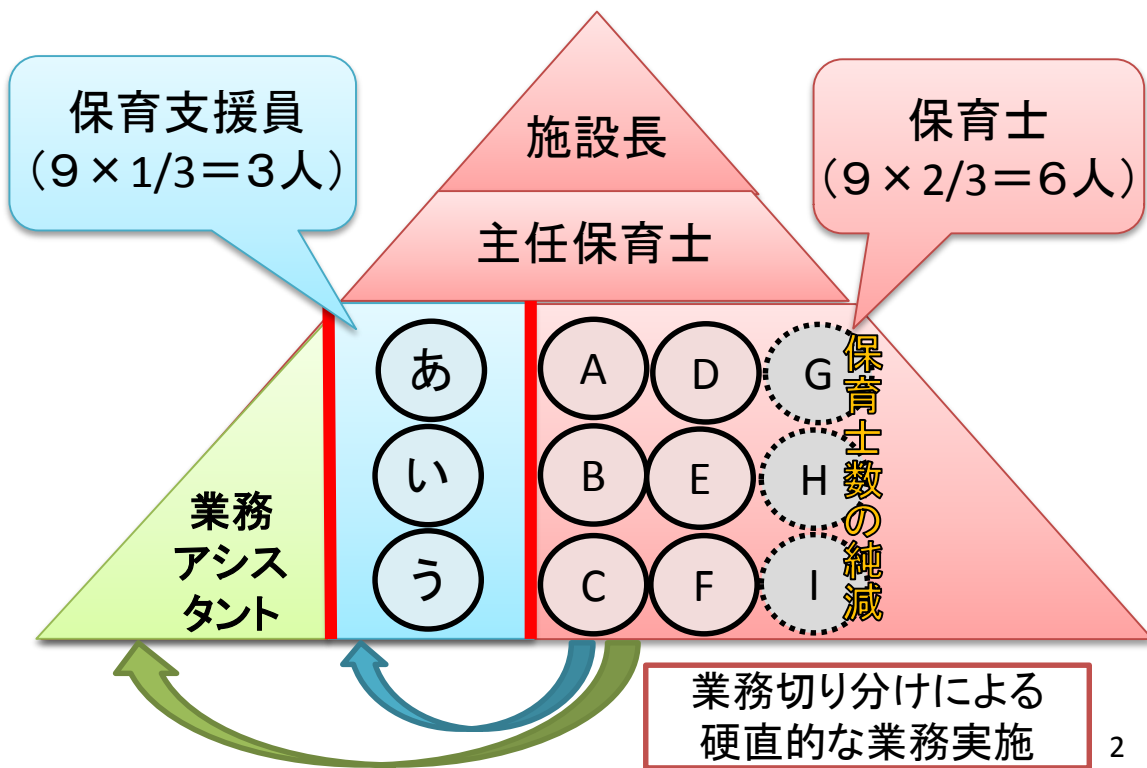 保育支援員
（９×1/3＝３人）
施設長
保育士
（９×2/3＝６人）
主任保育士
あ
い
う
A
D
G
B
E
H
C
F
I
保育士数の純減
業務
アシス
タント
業務切り分けによる
硬直的な業務実施
2